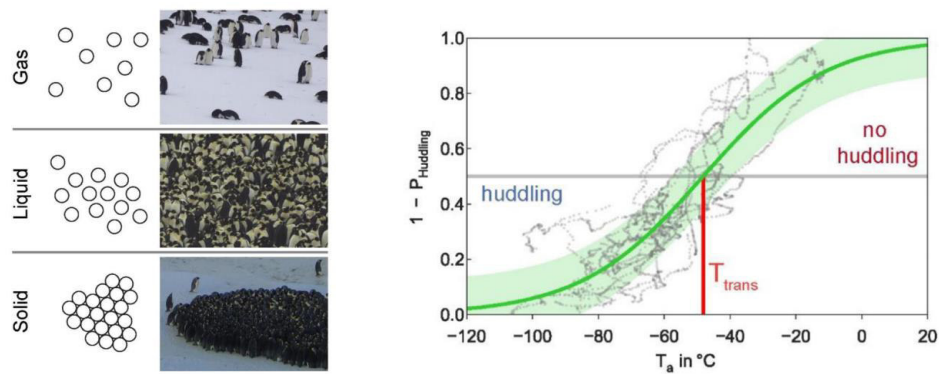 Gas
Liquid
Solid
1 - P_Huddling
1.0
0.8
0.6
0.4
0.2
0.0
no
huddling
huddling
T_trans
-120 -100 -80 -60 -40 -20 0 20
T_a in °C